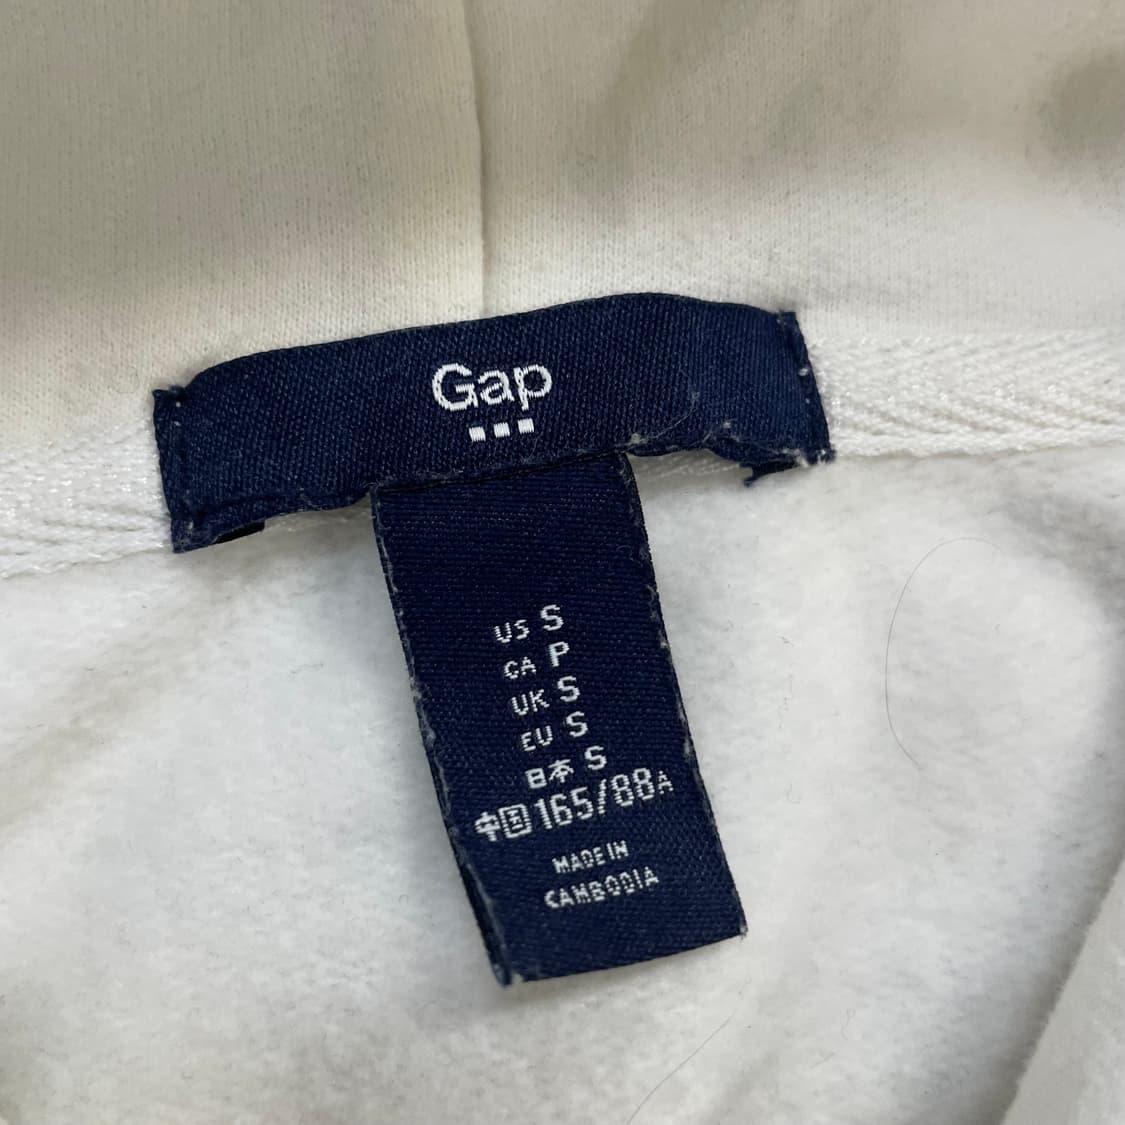 Gap
US S
CA P
UK S
EU S
日本 S
中国 165/88A
MADE IN
CAMBODIA